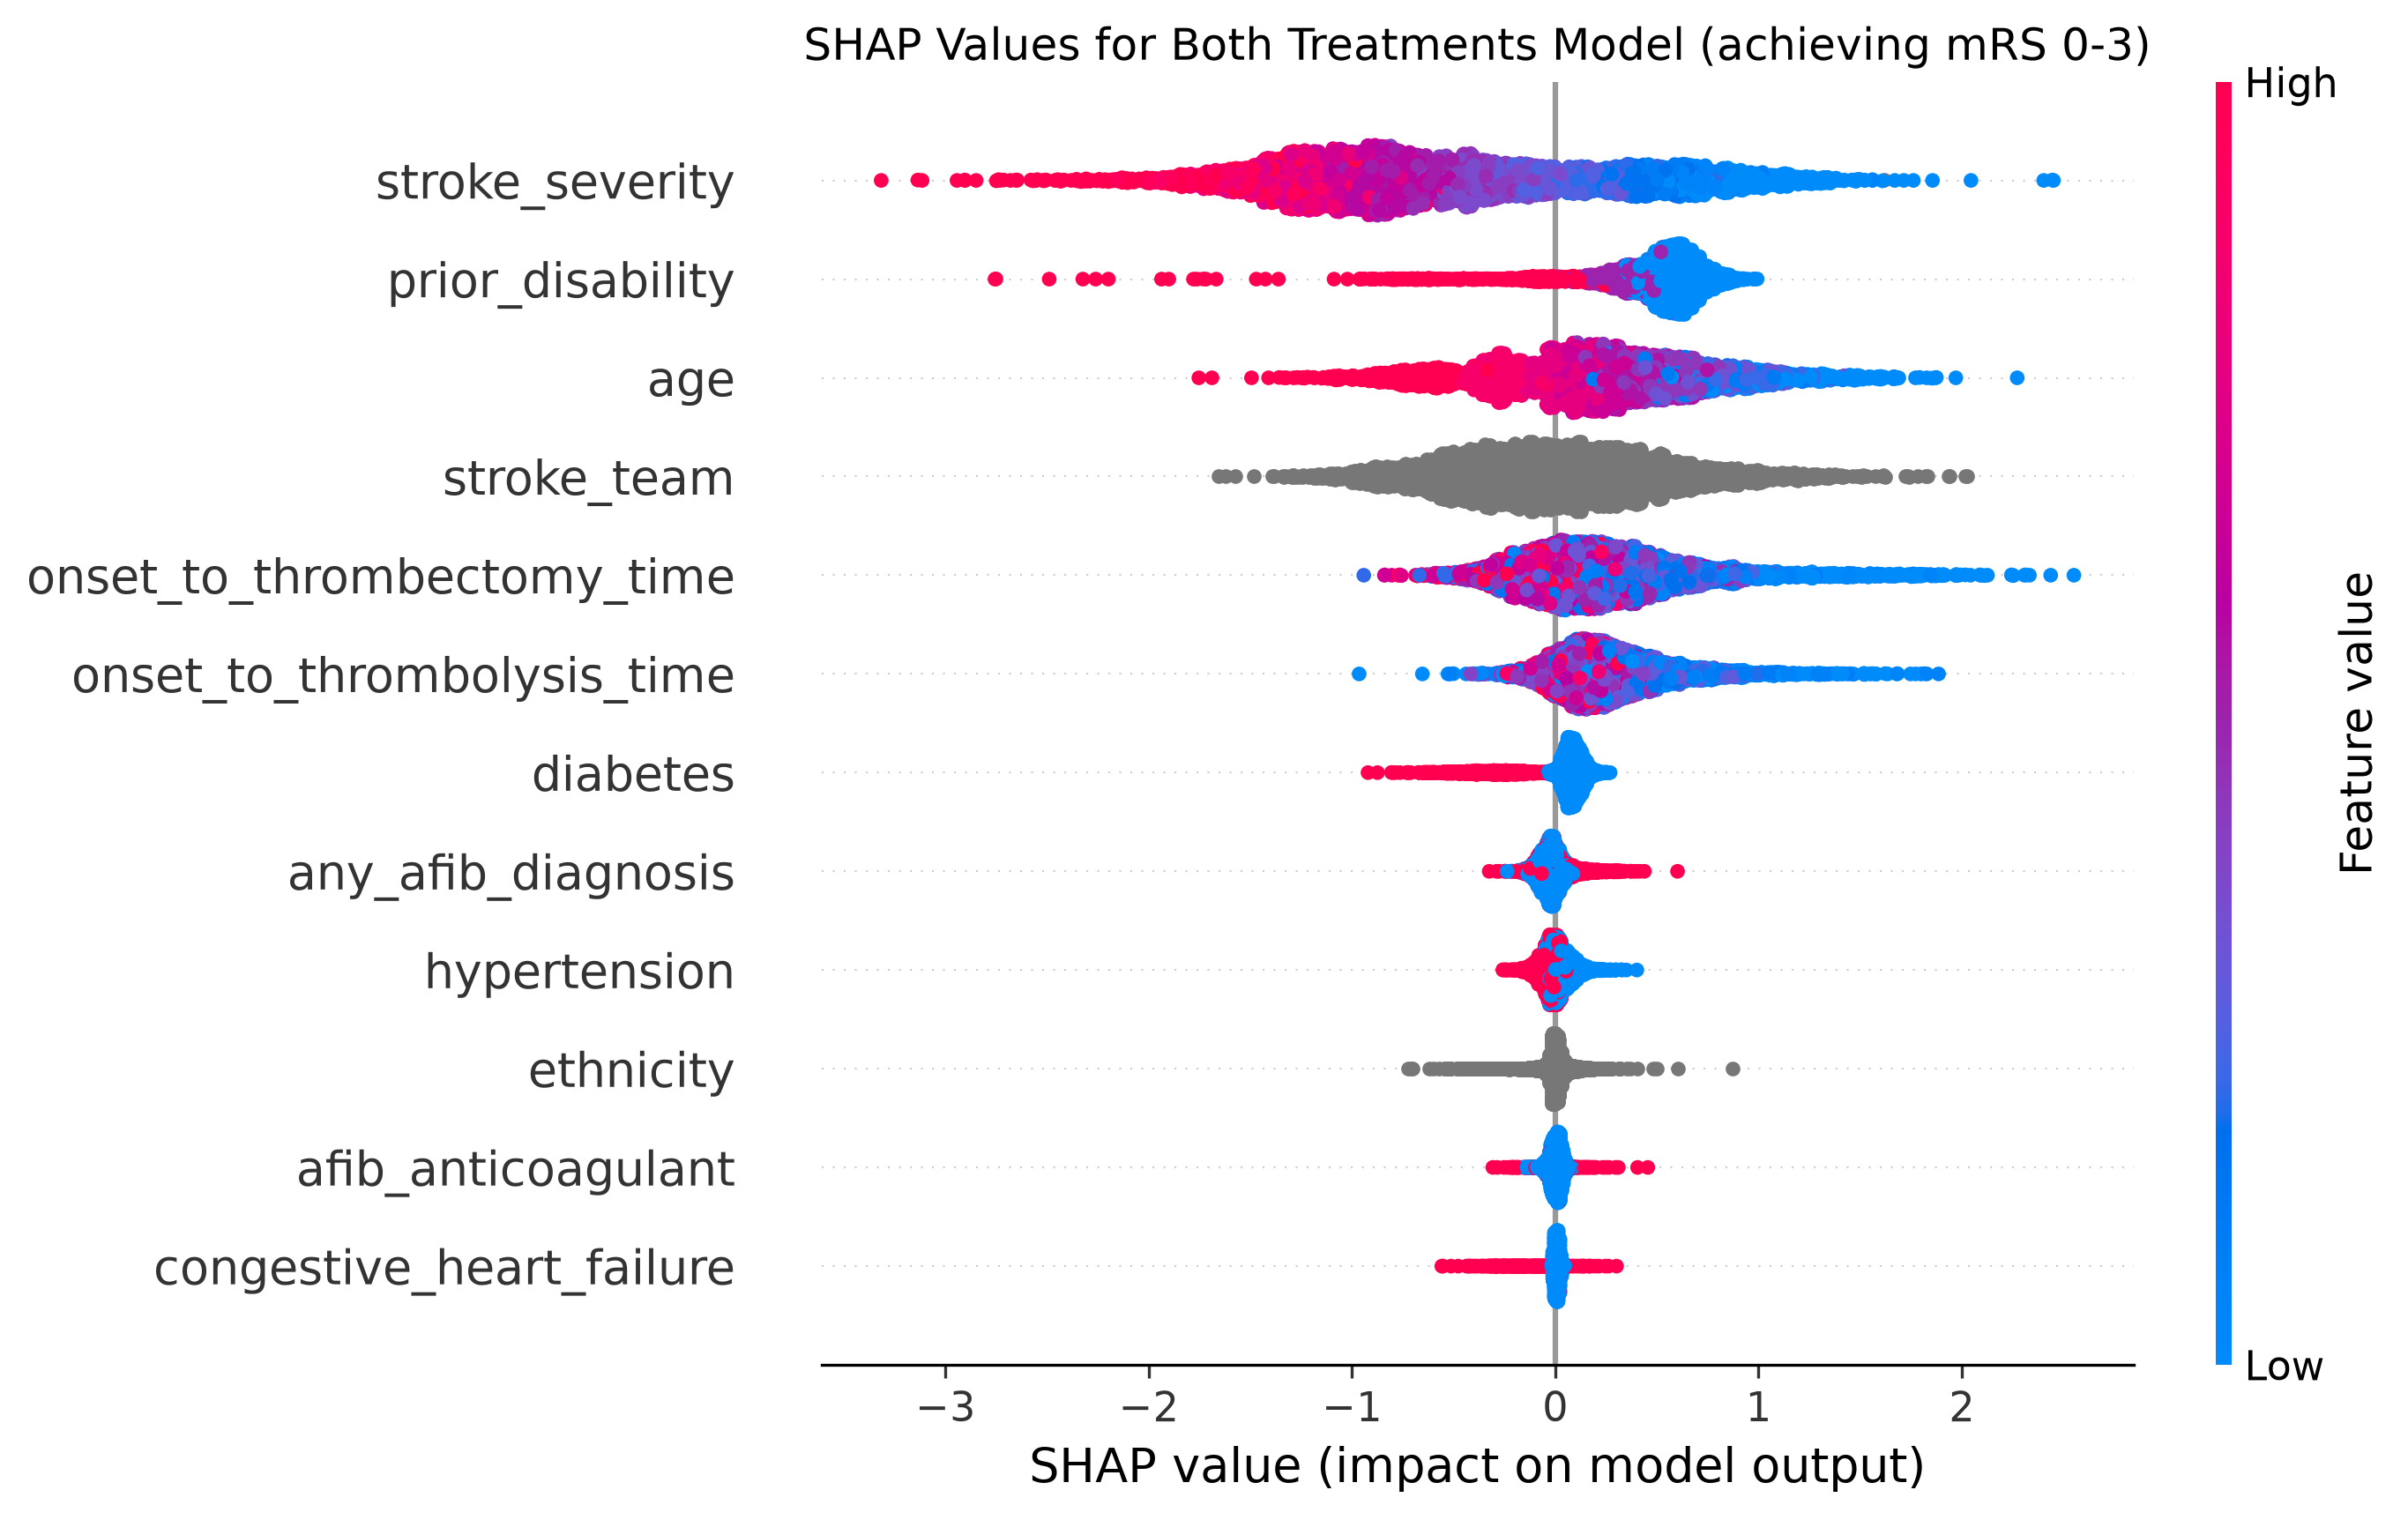 SHAP Values for Both Treatments Model (achieving mRS 0-3)
High
stroke_severity
prior_disability
age
stroke_team
onset_to_thrombectomy_time
onset_to_thrombolysis_time
diabetes
any_afib_diagnosis
hypertension
ethnicity
afib_anticoagulant
congestive_heart_failure
Feature value
Low
−3 −2 −1 0 1 2
SHAP value (impact on model output)